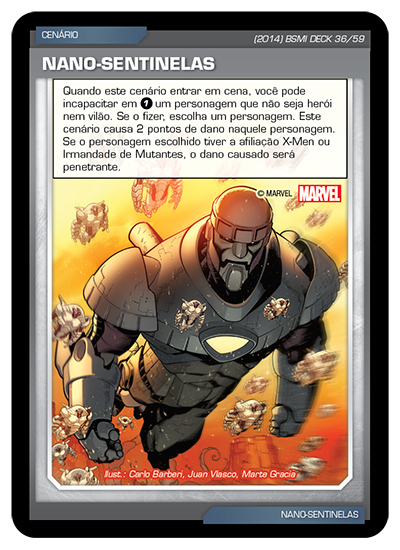 CENÁRIO
(2014) BSMI DECK 36/59
NANO-SENTINELAS
Quando este cenário entrar em cena, você pode
incapacitar em 1 um personagem que não seja herói
nem vilão. Se o fizer, escolha um personagem. Este
cenário causa 2 pontos de dano naquele personagem.
Se o personagem escolhido tiver a afiliação X-Men ou
Irmandade de Mutantes, o dano causado será
penetrante.
© MARVEL MARVEL
Ilust.: Carlo Barberi, Juan Vlasco, Marte Gracia
NANO-SENTINELAS